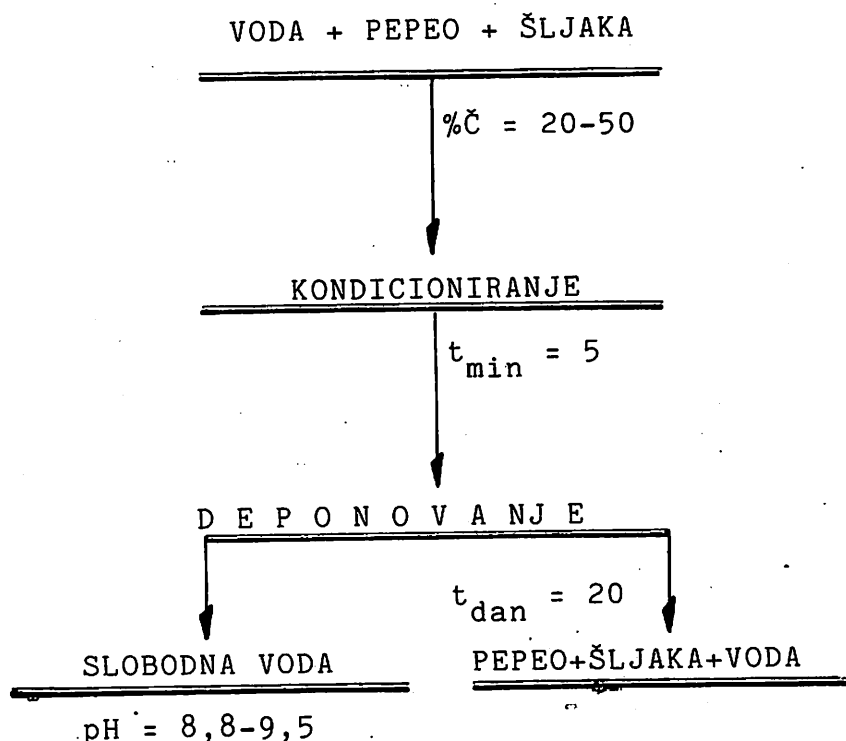 VODA + PEPEO + ŠLJAKA
%Č = 20-50
KONDICIONIRANJE
t_min = 5
D E P O N O V A NJ E
t_dan = 20
SLOBODNA VODA
PEPEO+ŠLJAKA+VODA
pH = 8,8-9,5